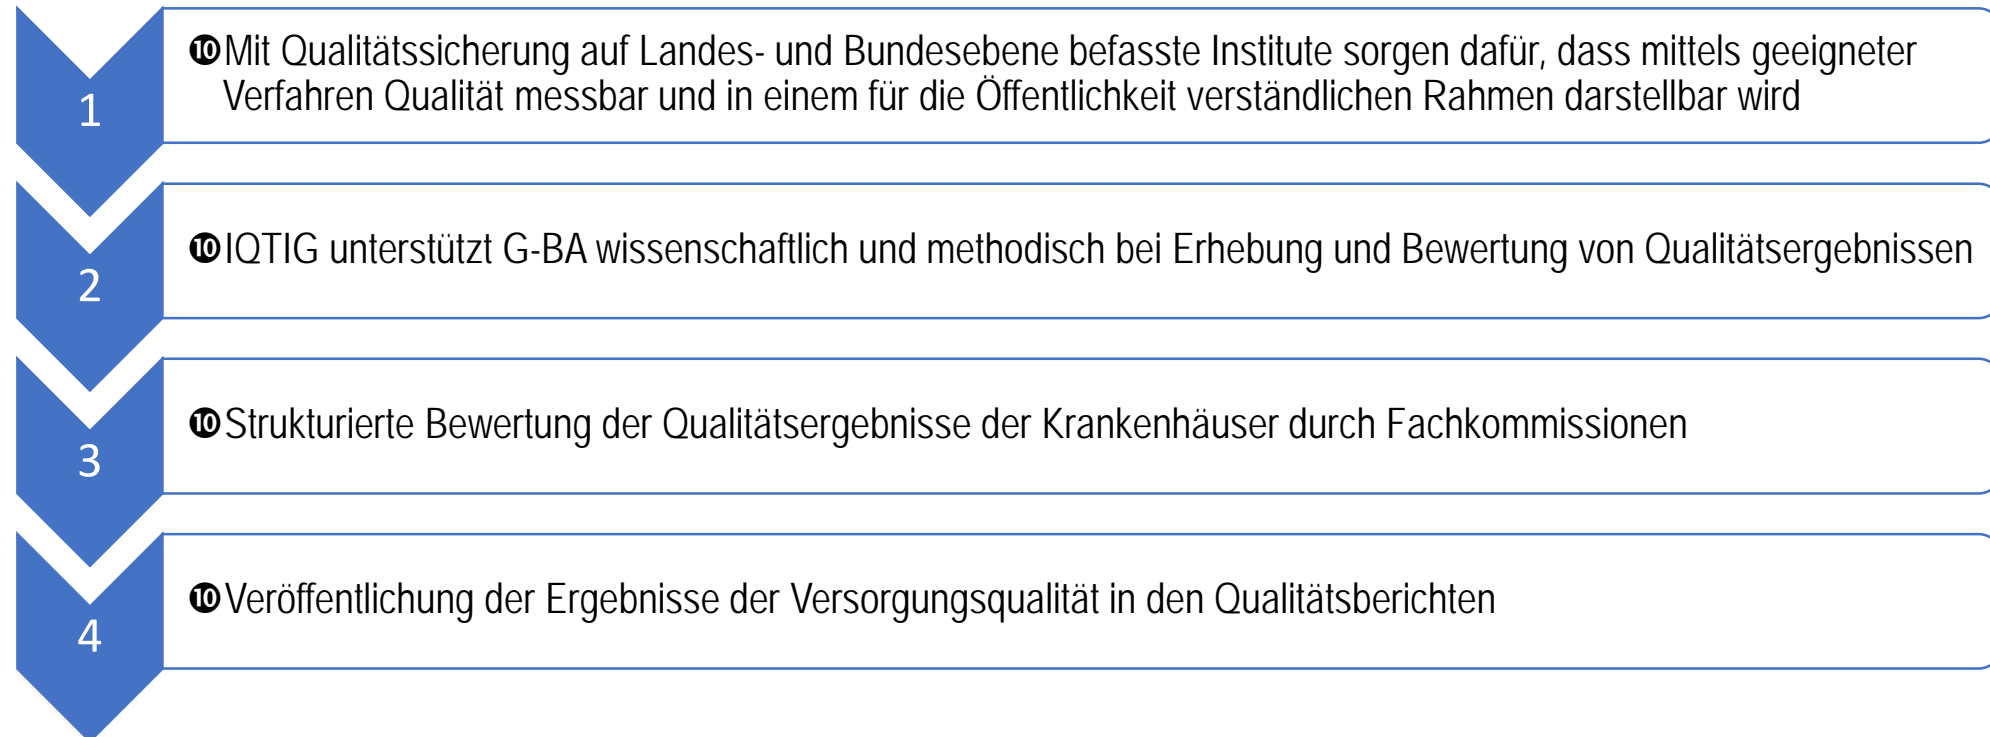 1
❿Mit Qualitätssicherung auf Landes- und Bundesebene befasste Institute sorgen dafür, dass mittels geeigneter
Verfahren Qualität messbar und in einem für die Öffentlichkeit verständlichen Rahmen darstellbar wird
2
❿IQTIG unterstützt G-BA wissenschaftlich und methodisch bei Erhebung und Bewertung von Qualitätsergebnissen
3
❿Strukturierte Bewertung der Qualitätsergebnisse der Krankenhäuser durch Fachkommissionen
4
❿Veröffentlichung der Ergebnisse der Versorgungsqualität in den Qualitätsberichten